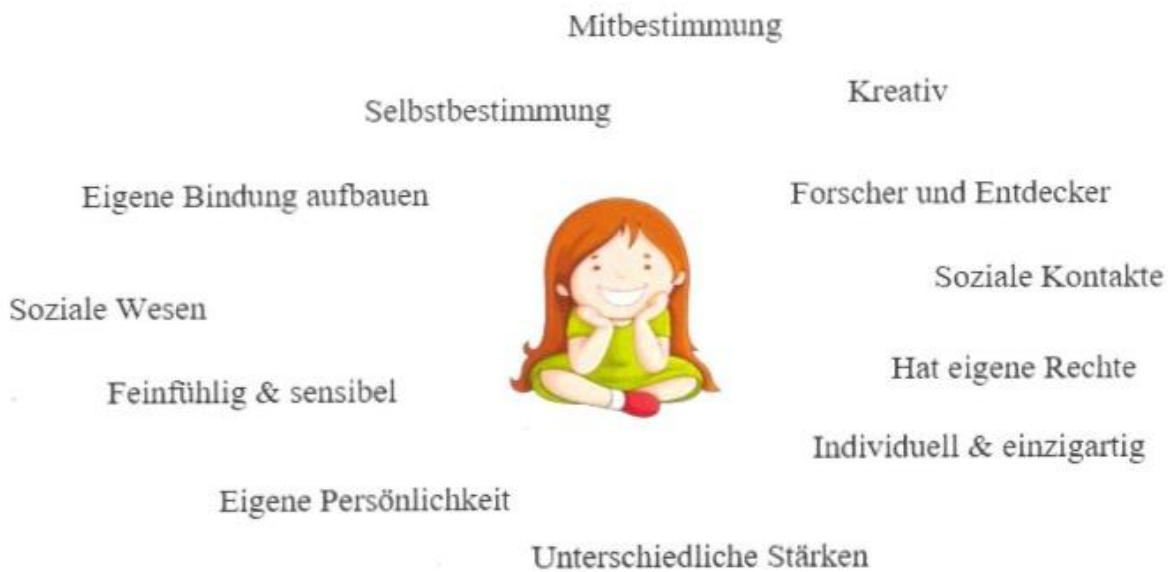 Mitbestimmung
Kreativ
Selbstbestimmung
Eigene Bindung aufbauen
Forscher und Entdecker
Soziale Kontakte
Soziale Wesen
Hat eigene Rechte
Feinfühlig & sensibel
Individuell & einzigartig
Eigene Persönlichkeit
Unterschiedliche Stärken